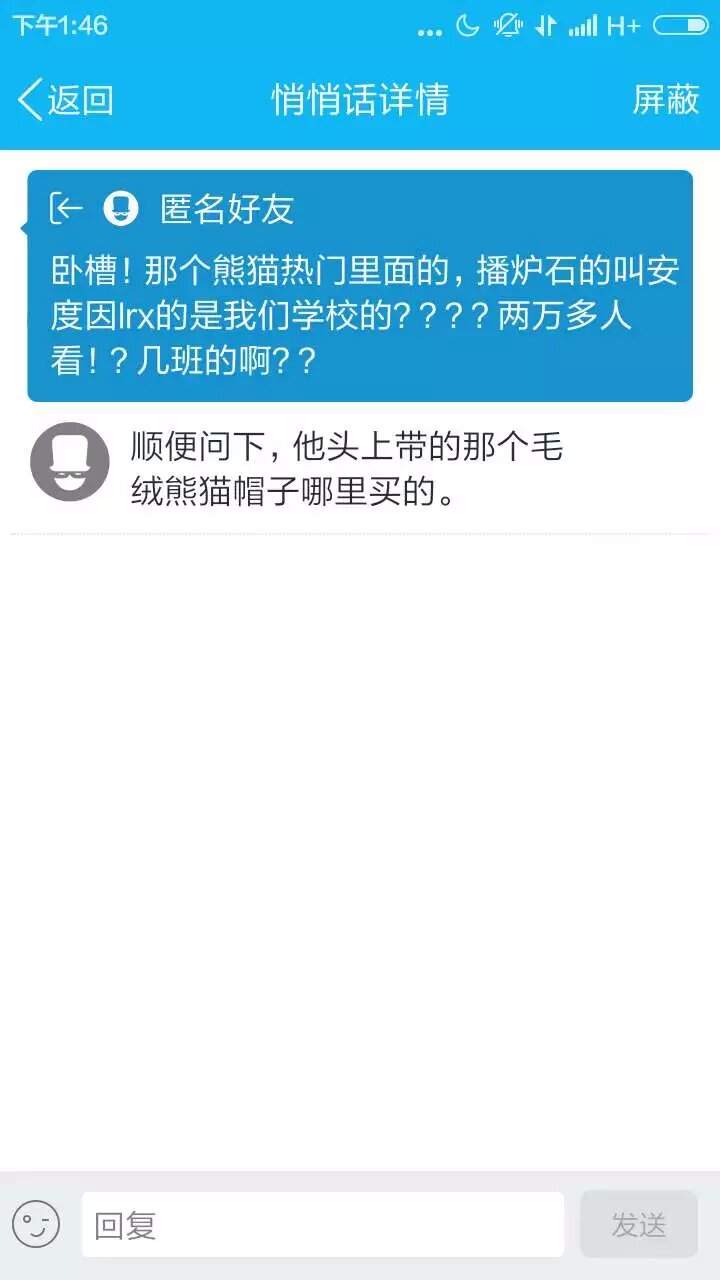 下午1:46
... H+
返回 悄悄话详情 屏蔽
匿名好友
卧槽！那个熊猫热门里面的，播炉石的叫安
度因lrx的是我们学校的？？？？两万多人
看！？几班的啊？？
顺便问下，他头上带的那个毛
绒熊猫帽子哪里买的。
回复 发送